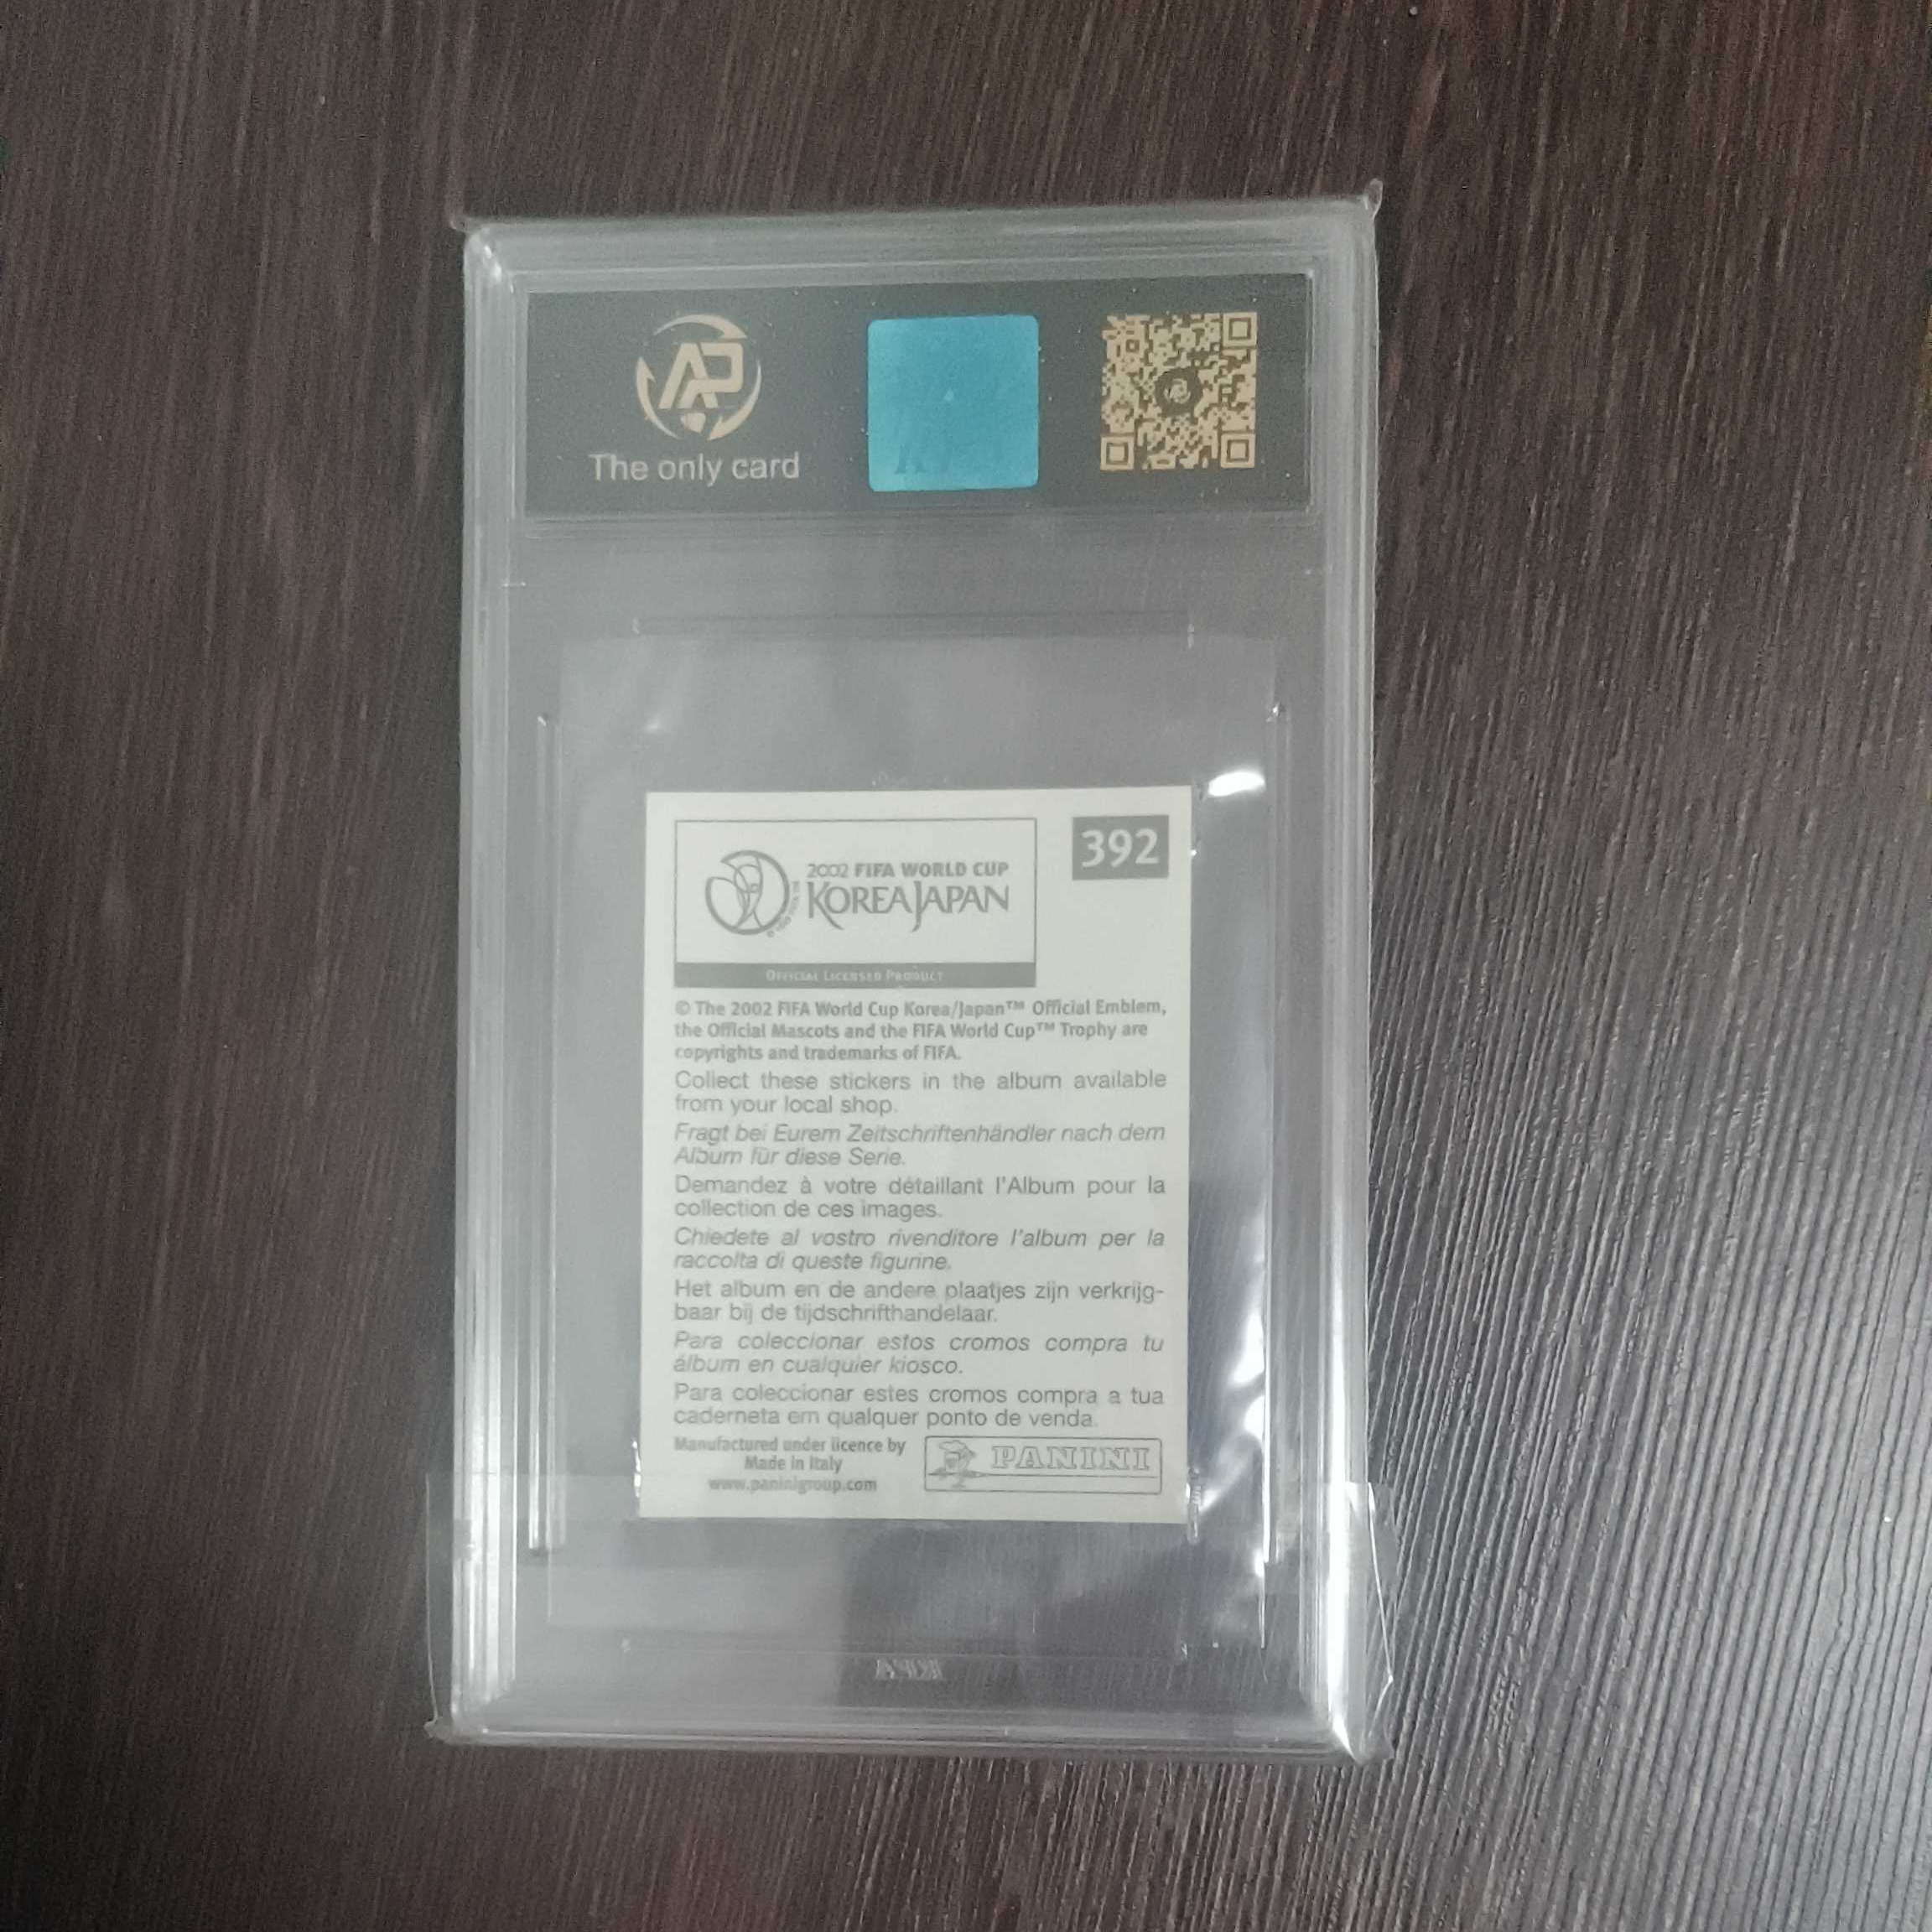 AP
The only card
392
2002 FIFA WORLD CUP
KOREA JAPAN
OFFICIAL LICENSED PRODUCT
© The 2002 FIFA World Cup Korea/Japan™ Official Emblem,
the Official Mascots and the FIFA World Cup™ Trophy are
copyrights and trademarks of FIFA.
Collect these stickers in the album available
from your local shop.
Fragt bei Eurem Zeitschriftenhändler nach dem
Album für diese Serie.
Demandez à votre détaillant l'Album pour la
collection de ces images.
Chiedete al vostro rivenditore l'album per la
raccolta di queste figurine.
Het album en de andere plaatjes zijn verkrijg-
baar bij de tijdschrifthandelaar.
Para coleccionar estos cromos compra tu
álbum en cualquier kiosco.
Para coleccionar estes cromos compra a tua
caderneta em qualquer ponto de venda.
Manufactured under licence by
Made in Italy
www.paninigroup.com
PANINI